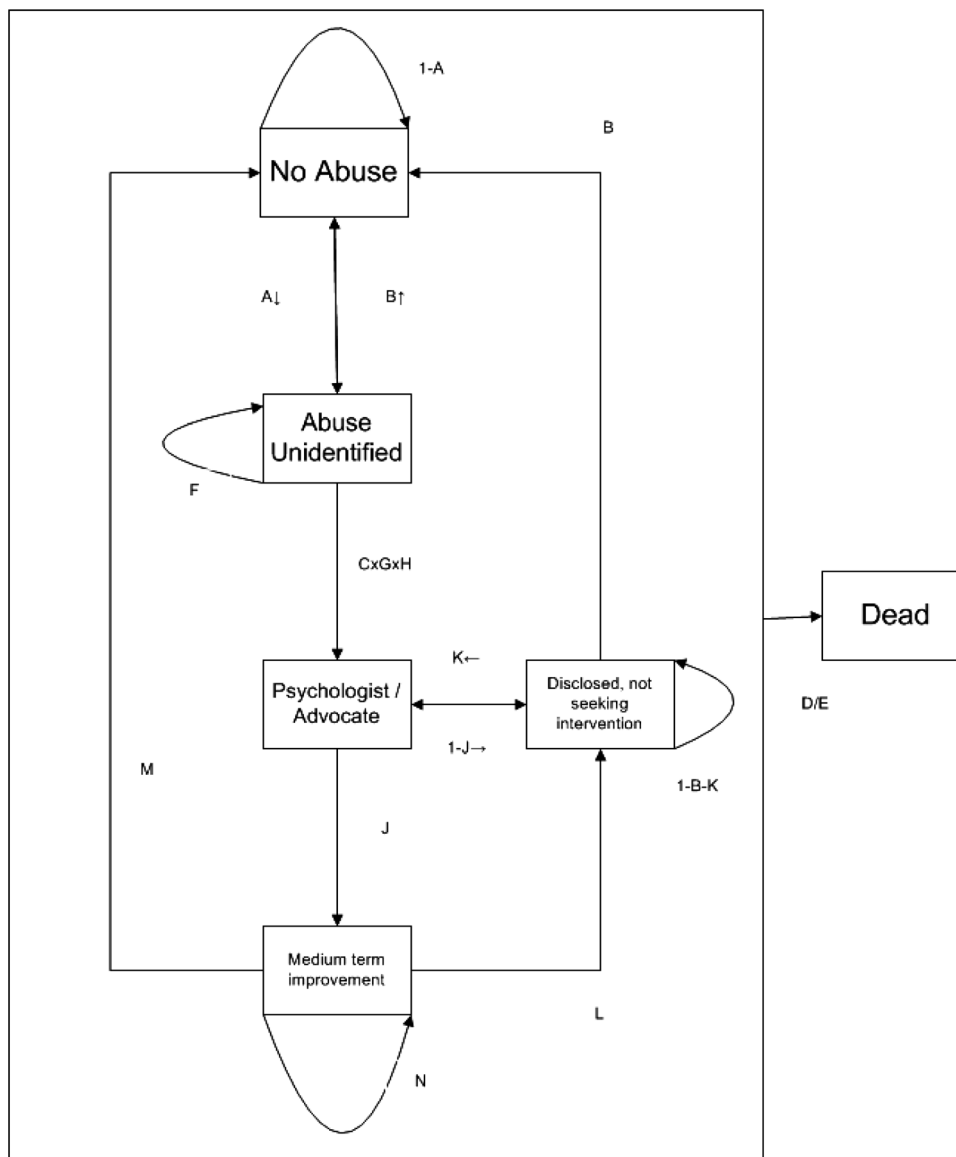 1-A
B
No Abuse
A↓
B↑
Abuse
Unidentified
F
CxGxH
Dead
K←
Psychologist /
Advocate
Disclosed, not
seeking
intervention
D/E
1-J→
M
1-B-K
J
Medium term
improvement
L
N